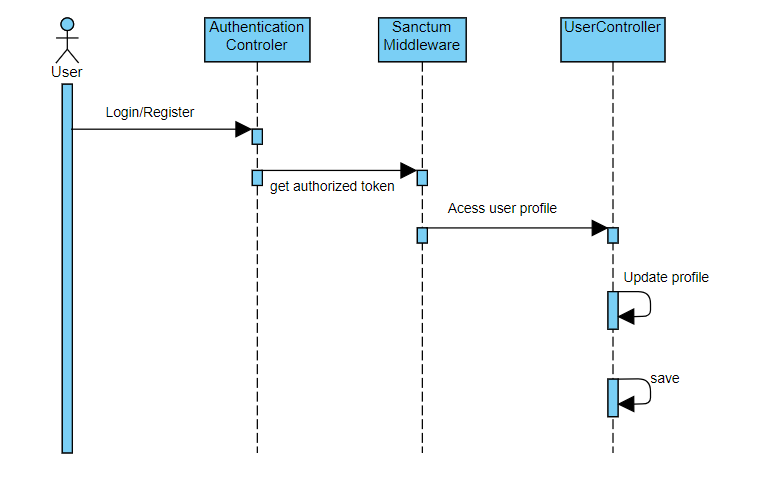 Authentication
Controler
Sanctum
Middleware
UserController
User
Login/Register
get authorized token
Acess user profile
Update profile
save